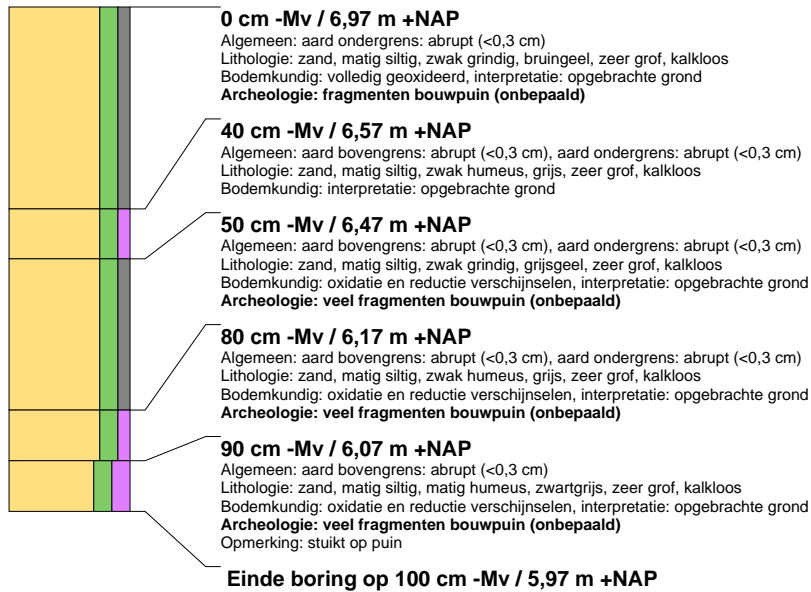 0 cm -Mv / 6,97 m +NAP
Algemeen: aard ondergrens: abrupt (<0,3 cm)
Lithologie: zand, matig siltig, zwak grindig, bruingeel, zeer grof, kalkloos
Bodemkundig: volledig geoxideerd, interpretatie: opgebrachte grond
Archeologie: fragmenten bouwpuin (onbepaald)
40 cm -Mv / 6,57 m +NAP
Algemeen: aard bovengrens: abrupt (<0,3 cm), aard ondergrens: abrupt (<0,3 cm)
Lithologie: zand, matig siltig, zwak humeus, grijs, zeer grof, kalkloos
Bodemkundig: interpretatie: opgebrachte grond
50 cm -Mv / 6,47 m +NAP
Algemeen: aard bovengrens: abrupt (<0,3 cm), aard ondergrens: abrupt (<0,3 cm)
Lithologie: zand, matig siltig, zwak grindig, grijsgeel, zeer grof, kalkloos
Bodemkundig: oxidatie en reductie verschijnselen, interpretatie: opgebrachte grond
Archeologie: veel fragmenten bouwpuin (onbepaald)
80 cm -Mv / 6,17 m +NAP
Algemeen: aard bovengrens: abrupt (<0,3 cm), aard ondergrens: abrupt (<0,3 cm)
Lithologie: zand, matig siltig, zwak humeus, grijs, zeer grof, kalkloos
Bodemkundig: oxidatie en reductie verschijnselen, interpretatie: opgebrachte grond
Archeologie: veel fragmenten bouwpuin (onbepaald)
90 cm -Mv / 6,07 m +NAP
Algemeen: aard bovengrens: abrupt (<0,3 cm)
Lithologie: zand, matig siltig, matig humeus, zwartgrijs, zeer grof, kalkloos
Bodemkundig: oxidatie en reductie verschijnselen, interpretatie: opgebrachte grond
Archeologie: veel fragmenten bouwpuin (onbepaald)
Opmerking: stuikt op puin
Einde boring op 100 cm -Mv / 5,97 m +NAP